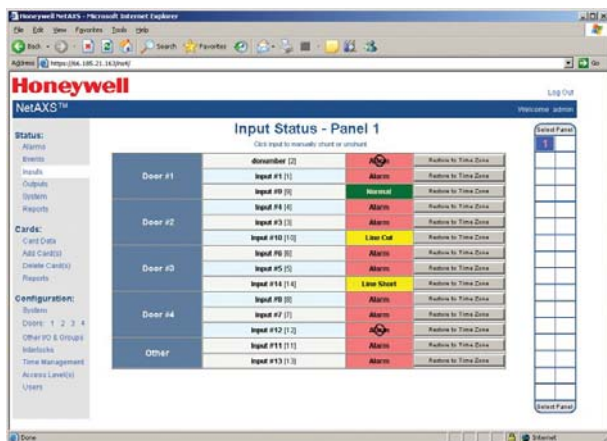 Honeywell NetAXS - Microsoft Internet Explorer
File Edit View Favorites Tools Help
Back Search Favorites
Address https://66.185.21.163/net/ Go
Honeywell
Log Out
NetAXS™ Welcome admin
Status:
Alarms
Events
Inputs
Outputs
System
Reports
Cards:
Card Data
Add Card(s)
Delete Card(s)
Reports
Configuration:
System
Doors: 1 2 3 4
Other I/O & Groups
Interlocks
Time Management
Access Level(s)
Users
Input Status - Panel 1
Click input to manually shunt or unshunt
Door #1
donumber [2] Alarm Restore to Time Zone
Input #1 [1] Alarm Restore to Time Zone
Input #9 [9] Normal Restore to Time Zone
Door #2
Input #4 [4] Alarm Restore to Time Zone
Input #3 [3] Alarm Restore to Time Zone
Input #10 [10] Line Cut Restore to Time Zone
Door #3
Input #6 [6] Alarm Restore to Time Zone
Input #5 [5] Alarm Restore to Time Zone
Input #14 [14] Line Short Restore to Time Zone
Door #4
Input #8 [8] Alarm Restore to Time Zone
Input #7 [7] Alarm Restore to Time Zone
Input #12 [12] Alarm Restore to Time Zone
Other
Input #11 [11] Alarm Restore to Time Zone
Input #13 [13] Alarm Restore to Time Zone
Select Panel
1
Select Panel
Done Internet